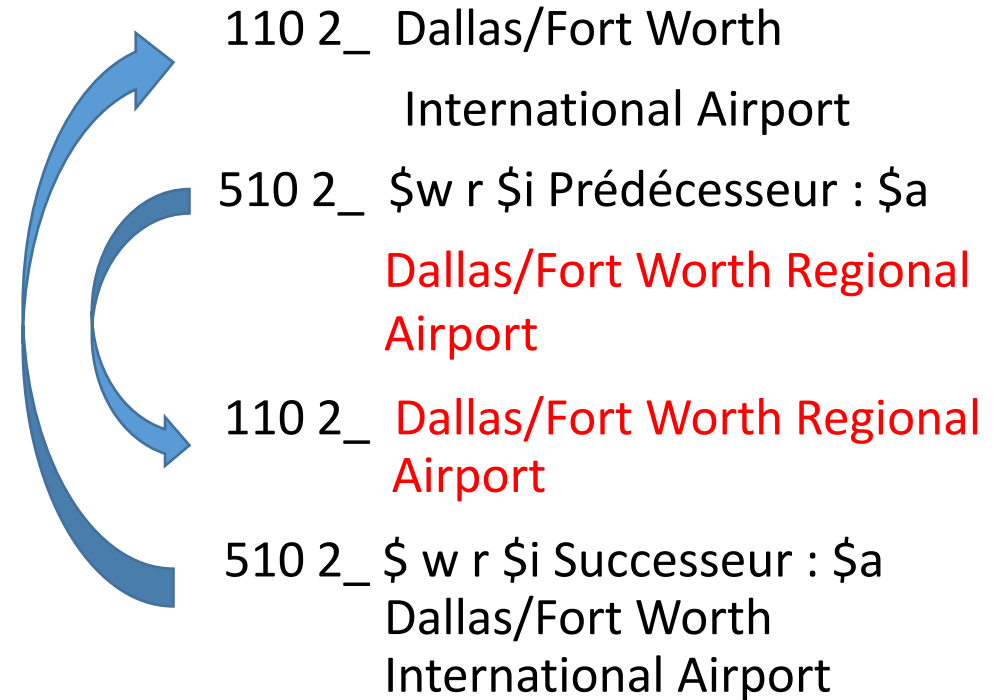 110 2_ Dallas/Fort Worth
International Airport
510 2_ $w r $i Prédécesseur : $a
Dallas/Fort Worth Regional
Airport
110 2_ Dallas/Fort Worth Regional
Airport
510 2_ $ w r $i Successeur : $a
Dallas/Fort Worth
International Airport